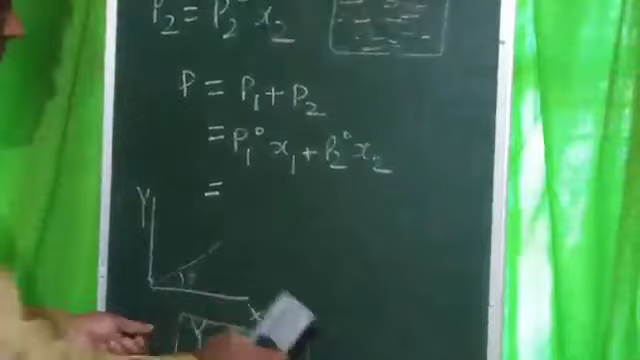 P₂ = P₂° x₂
P = P₁ + P₂
= P₁° x₁ + P₂° x₂
=
Y
X
Y